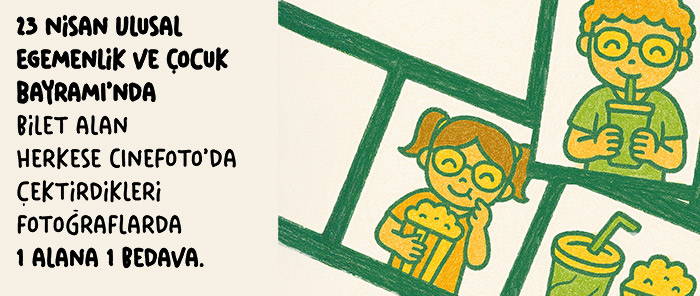 23 NİSAN ULUSAL
EGEMENLİK VE ÇOCUK
BAYRAMI'NDA
BİLET ALAN
HERKESE CINEFOTO'DA
ÇEKTİRDİKLERİ
FOTOĞRAFLARDA
1 ALANA 1 BEDAVA.